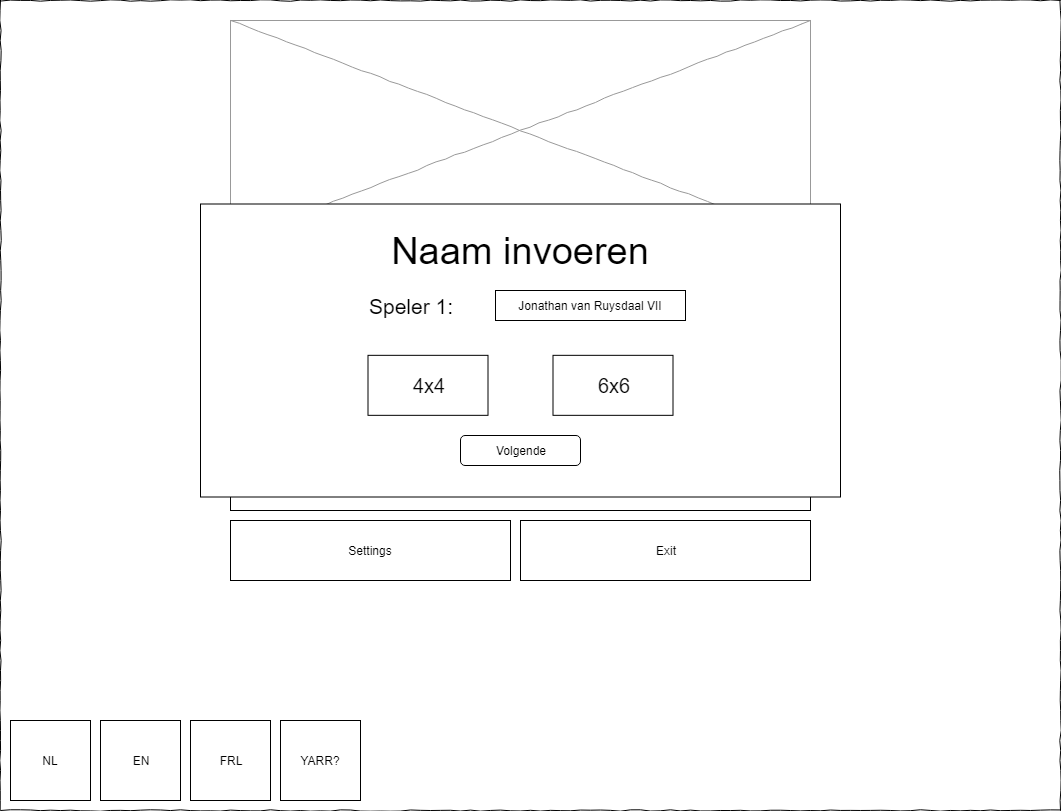 Naam invoeren
Speler 1:
Jonathan van Ruysdaal VII
4x4
6x6
Volgende
Settings
Exit
NL
EN
FRL
YARR?